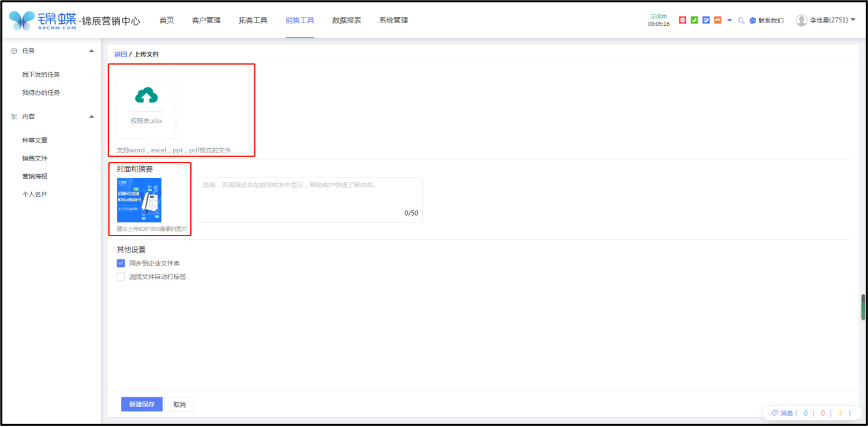 锦蝶
SZCRM.COM
·锦辰营销中心
首页
客户管理
拓客工具
销售工具
数据报表
系统管理
示闲中
00:05:16
联系我们
李佳星(2751)
任务
我下发的任务
我待办的任务
内容
种草文章
销售文件
营销海报
个人名片
返回 / 上传文件
权限表.xlsx
支持word，excel，ppt，pdf格式的文件
封面和摘要
选填，页面描述会在群消转发中显示，帮助客户快速了解内容。
0/50
建议上传800*800像素的图片
其他设置
同步到企业文件库
浏览文件自动打标签
新建保存
取消
消息 ( 0 | 0 | 3 )